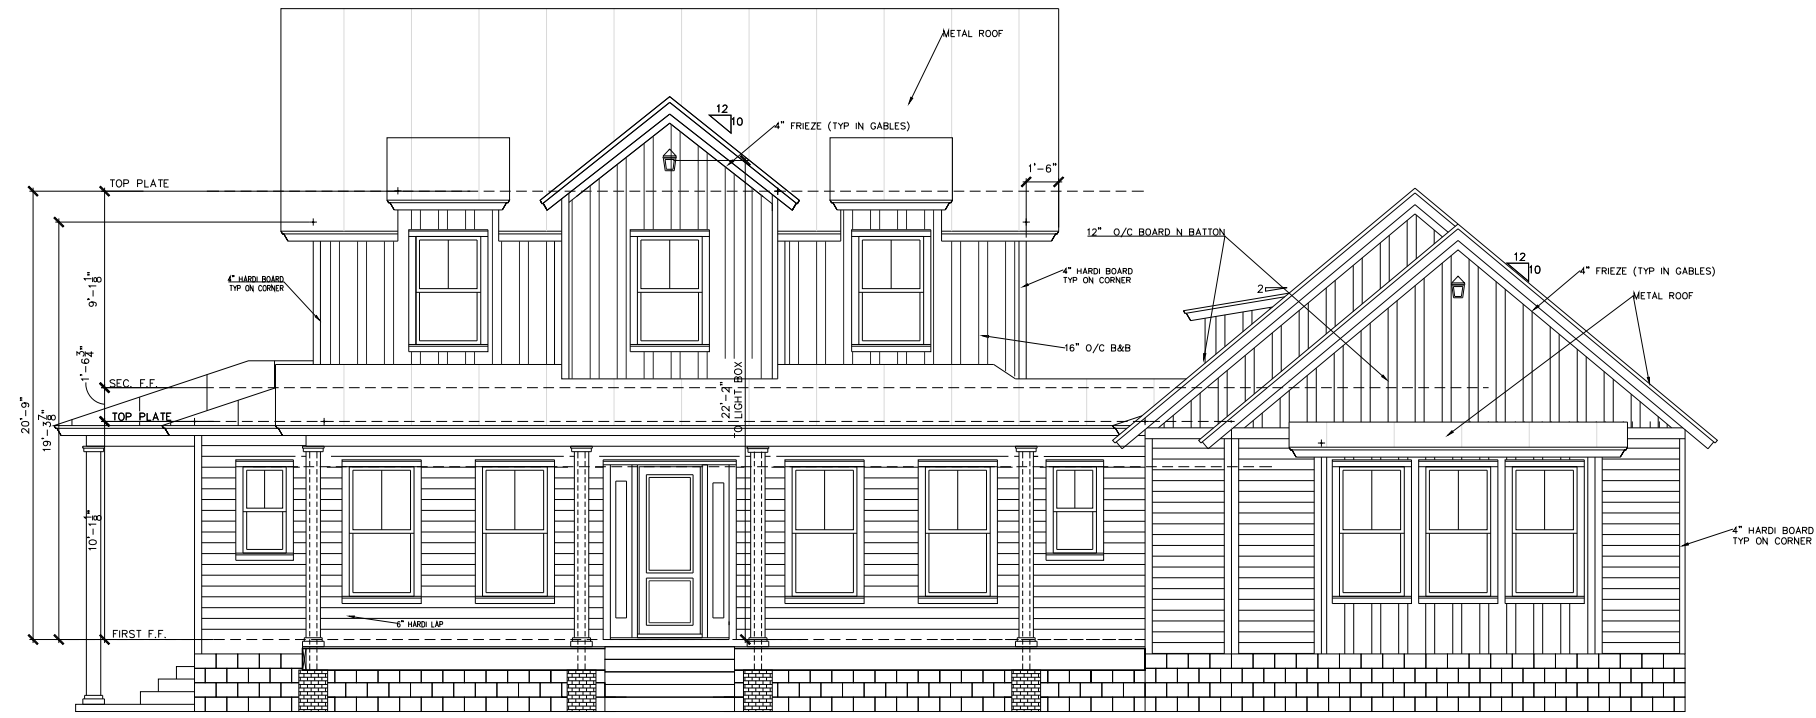 METAL ROOF
12
10
4" FRIEZE (TYP IN GABLES)
1'-6"
TOP PLATE
12" O/C BOARD N BATTON
12
10
4" FRIEZE (TYP IN GABLES)
METAL ROOF
2
4" HARDI BOARD
TYP ON CORNER
4" HARDI BOARD
TYP ON CORNER
9'-1 1/8"
16" O/C B&B
1'-6 3/4"
SEC. F.F.
TOP PLATE
20'-9"
19'-3 7/8"
22'-2"
TO LIGHT BOX
10'-1 1/8"
4" HARDI BOARD
TYP ON CORNER
6" HARDI LAP
FIRST F.F.